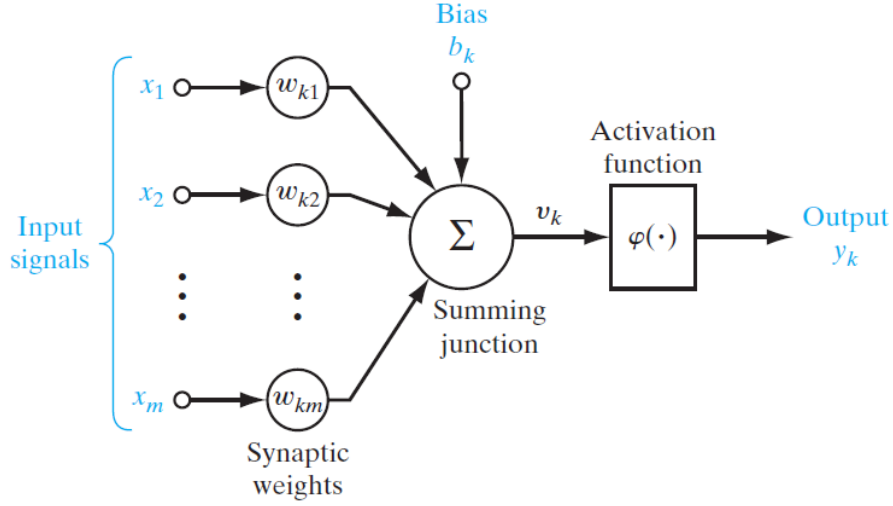 Bias
b_k
x_1
w_k1
Activation
function
x_2
w_k2
Input
signals
Σ
v_k
φ(·)
Output
y_k
Summing
junction
x_m
w_km
Synaptic
weights